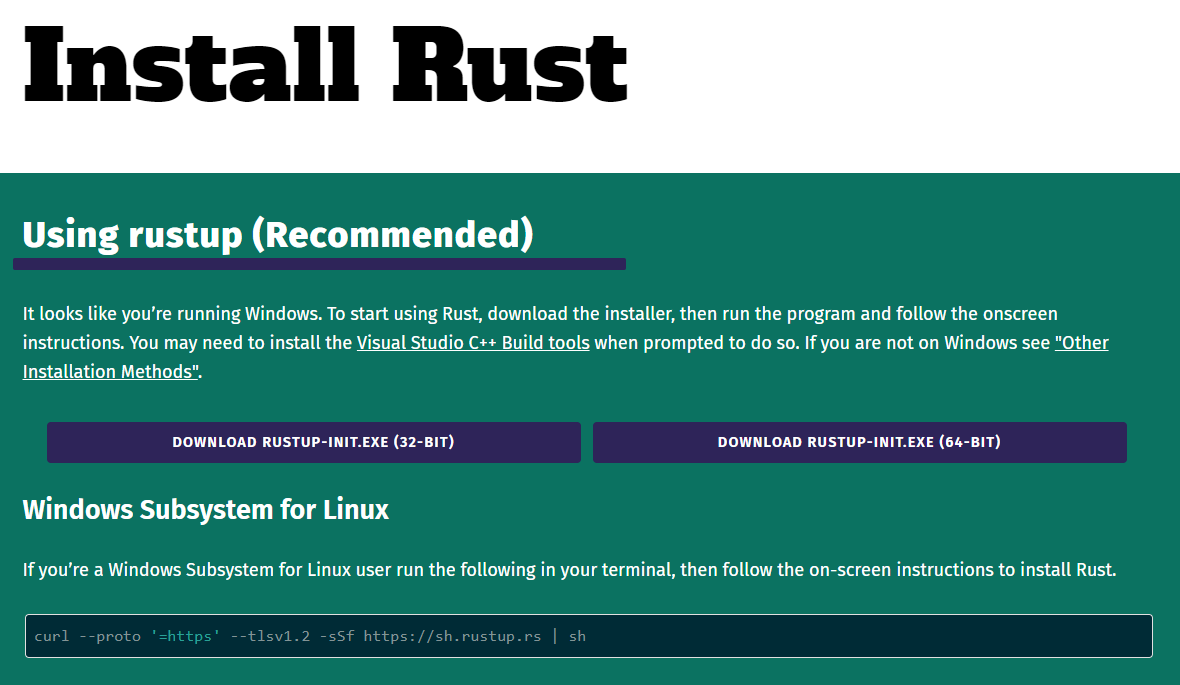 Install Rust
Using rustup (Recommended)
It looks like you’re running Windows. To start using Rust, download the installer, then run the program and follow the onscreen
instructions. You may need to install the Visual Studio C++ Build tools when prompted to do so. If you are not on Windows see "Other
Installation Methods".
DOWNLOAD RUSTUP-INIT.EXE (32-BIT)
DOWNLOAD RUSTUP-INIT.EXE (64-BIT)
Windows Subsystem for Linux
If you’re a Windows Subsystem for Linux user run the following in your terminal, then follow the on-screen instructions to install Rust.
curl --proto '=https' --tlsv1.2 -sSf https://sh.rustup.rs | sh